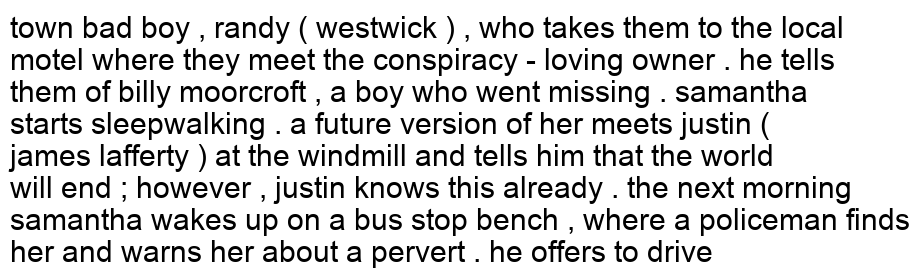 town bad boy , randy ( westwick ) , who takes them to the local
motel where they meet the conspiracy - loving owner . he tells
them of billy moorcroft , a boy who went missing . samantha
starts sleepwalking . a future version of her meets justin (
james lafferty ) at the windmill and tells him that the world
will end ; however , justin knows this already . the next morning
samantha wakes up on a bus stop bench , where a policeman finds
her and warns her about a pervert . he offers to drive